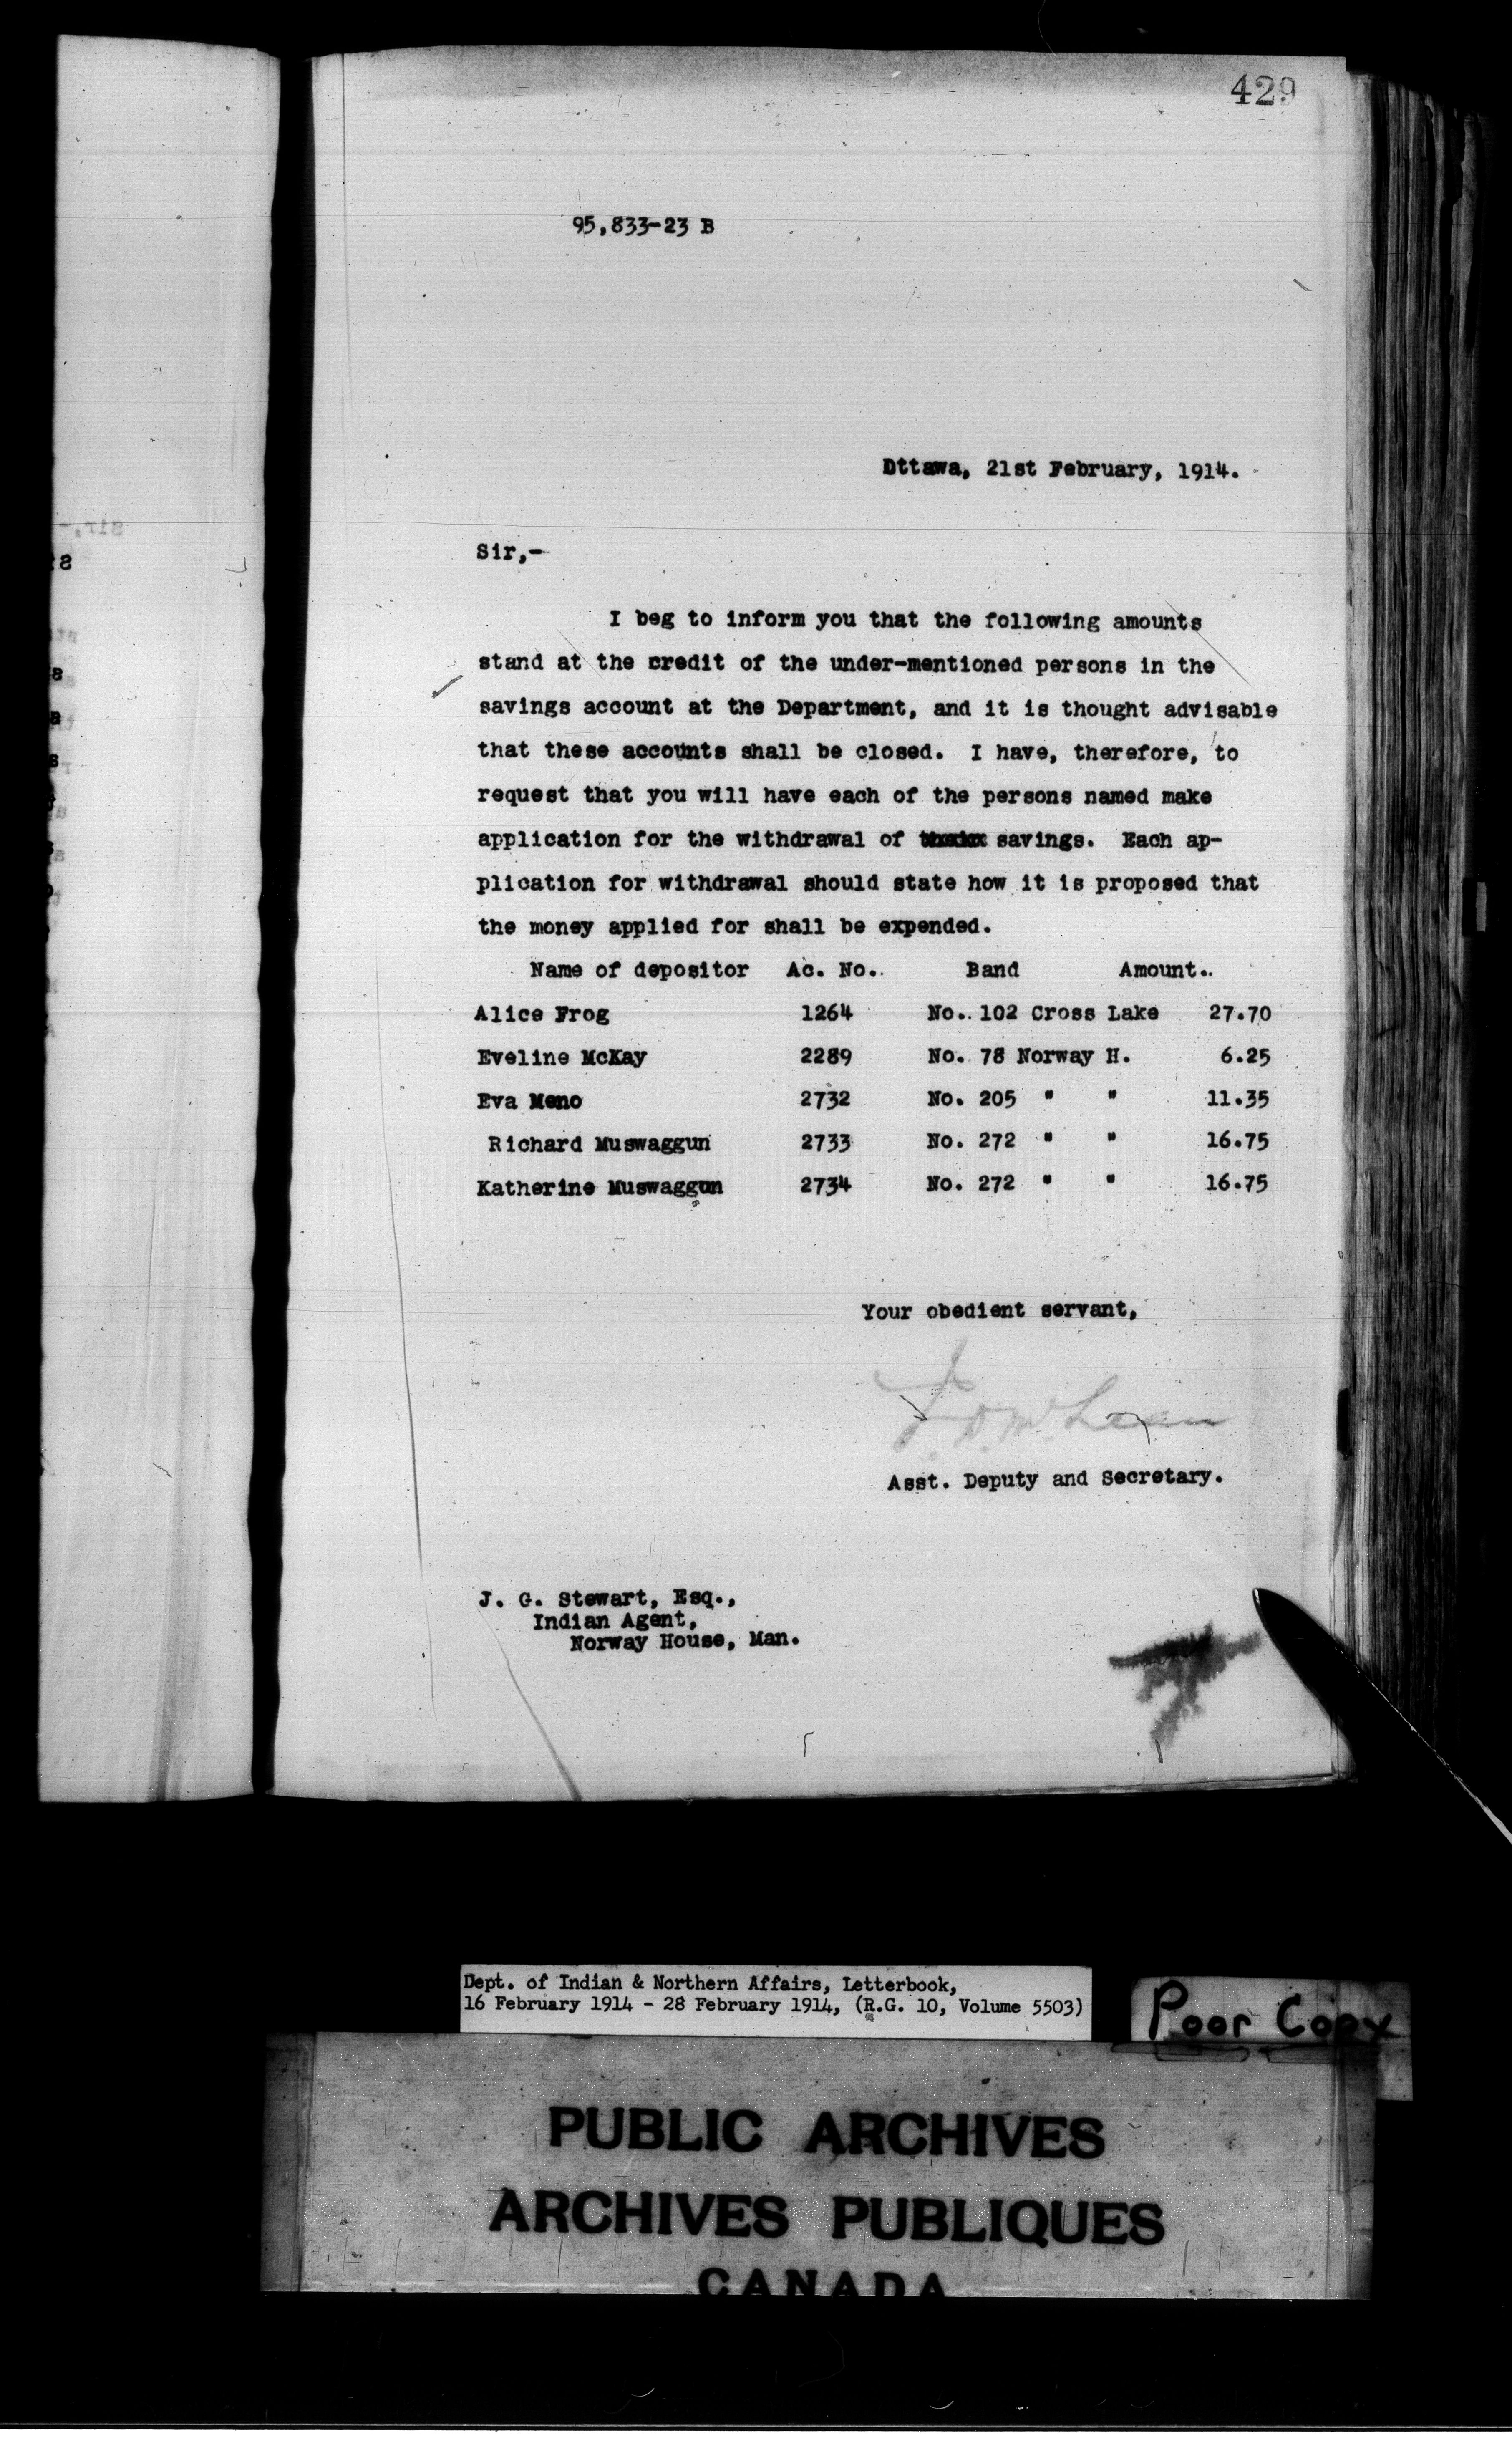 429
95,833-23 B
Ottawa, 21st February, 1914.
Sir,-
I beg to inform you that the following amounts
stand at the credit of the under-mentioned persons in the
savings account at the Department, and it is thought advisable
that these accounts shall be closed. I have, therefore, to
request that you will have each of the persons named make
application for the withdrawal of savings. Each ap-
plication for withdrawal should state how it is proposed that
the money applied for shall be expended.
Name of depositor Ac. No. Band Amount.
Alice Frog 1264 No. 102 Cross Lake 27.70
Eveline McKay 2289 No. 78 Norway H. 6.25
Eva Meno 2732 No. 205 " " 11.35
Richard Muswaggun 2733 No. 272 " " 16.75
Katherine Muswaggun 2734 No. 272 " " 16.75
Your obedient servant,
J. D. McLean
Asst. Deputy and Secretary.
J. G. Stewart, Esq.,
Indian Agent,
Norway House, Man.
Dept. of Indian & Northern Affairs, Letterbook,
16 February 1914 - 28 February 1914, (R.G. 10, Volume 5503)
Poor Copy
PUBLIC ARCHIVES
ARCHIVES PUBLIQUES
CANADA